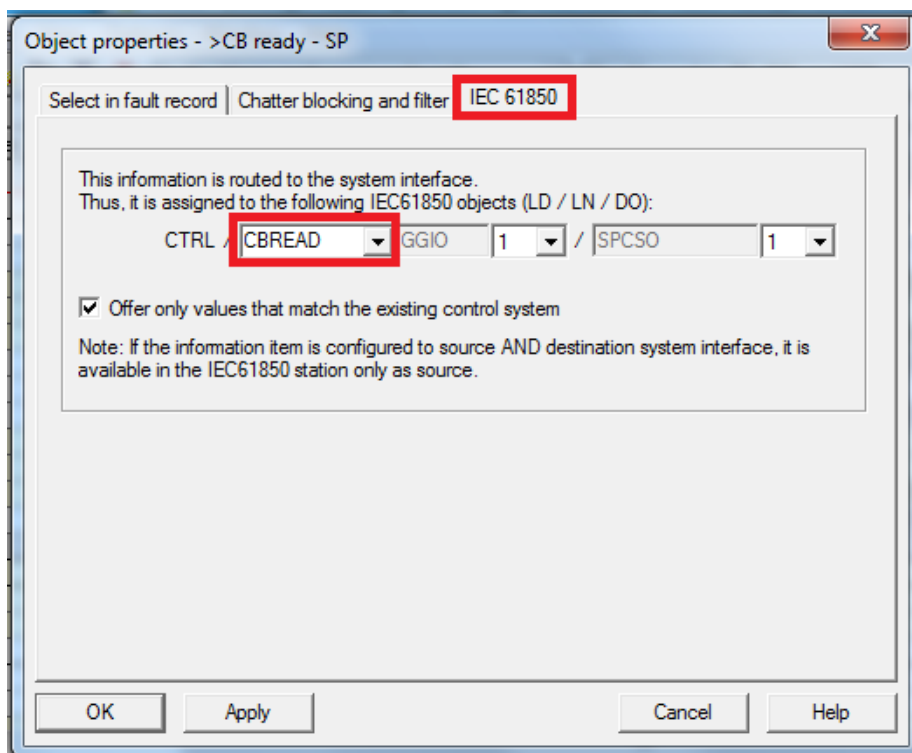 Object properties - >CB ready - SP
Select in fault record Chatter blocking and filter IEC 61850
This information is routed to the system interface.
Thus, it is assigned to the following IEC61850 objects (LD / LN / DO):
CTRL / CBREAD GGIO 1 / SPCSO 1
Offer only values that match the existing control system
Note: If the information item is configured to source AND destination system interface, it is
available in the IEC61850 station only as source.
OK Apply Cancel Help